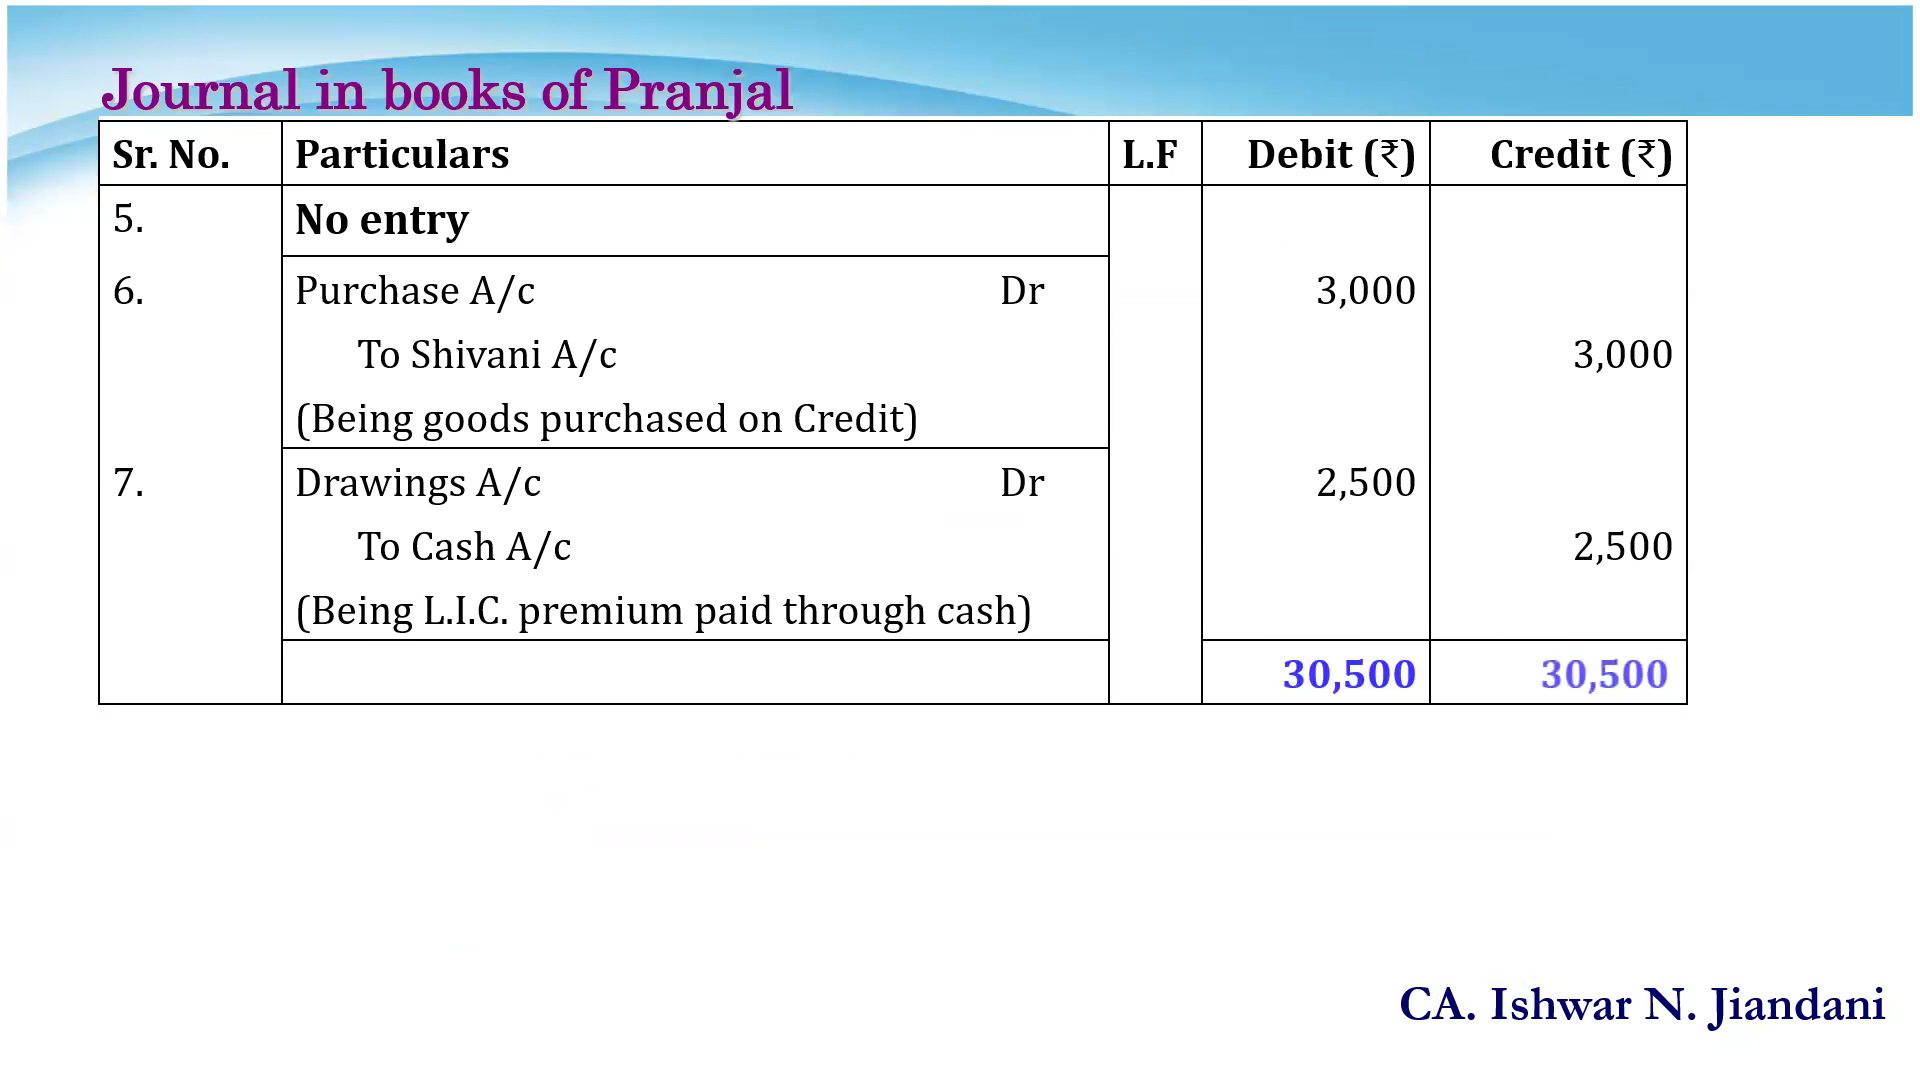 Journal in books of Pranjal
Sr. No. Particulars L.F Debit (₹) Credit (₹)
5. No entry
6. Purchase A/c Dr 3,000
To Shivani A/c 3,000
(Being goods purchased on Credit)
7. Drawings A/c Dr 2,500
To Cash A/c 2,500
(Being L.I.C. premium paid through cash)
30,500 30,500
CA. Ishwar N. Jiandani